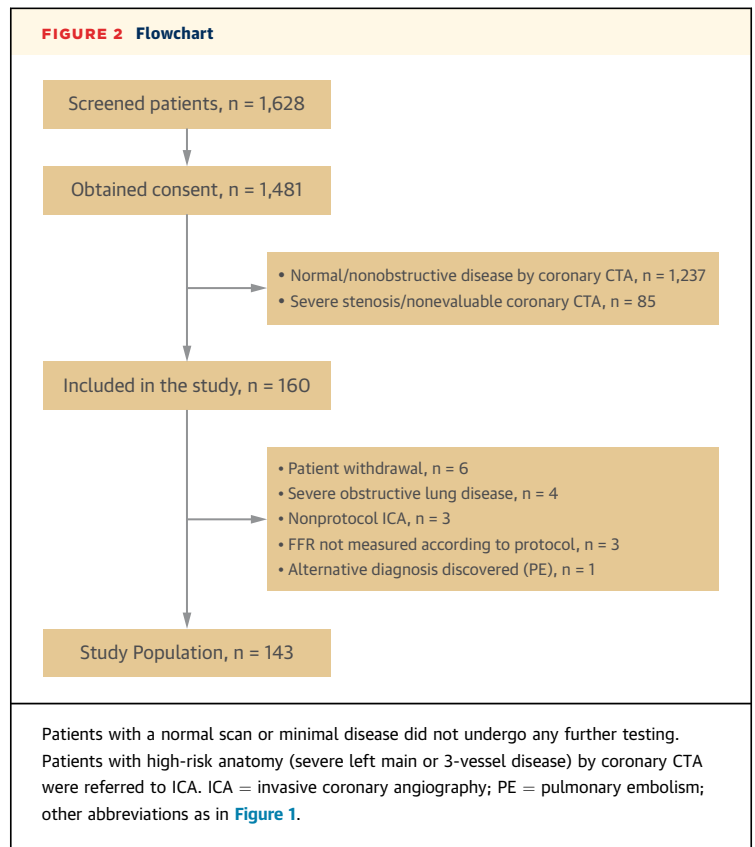 FIGURE 2 Flowchart
Screened patients, n = 1,628
Obtained consent, n = 1,481
• Normal/nonobstructive disease by coronary CTA, n = 1,237
• Severe stenosis/nonevaluable coronary CTA, n = 85
Included in the study, n = 160
• Patient withdrawal, n = 6
• Severe obstructive lung disease, n = 4
• Nonprotocol ICA, n = 3
• FFR not measured according to protocol, n = 3
• Alternative diagnosis discovered (PE), n = 1
Study Population, n = 143
Patients with a normal scan or minimal disease did not undergo any further testing.
Patients with high-risk anatomy (severe left main or 3-vessel disease) by coronary CTA
were referred to ICA. ICA = invasive coronary angiography; PE = pulmonary embolism;
other abbreviations as in Figure 1.